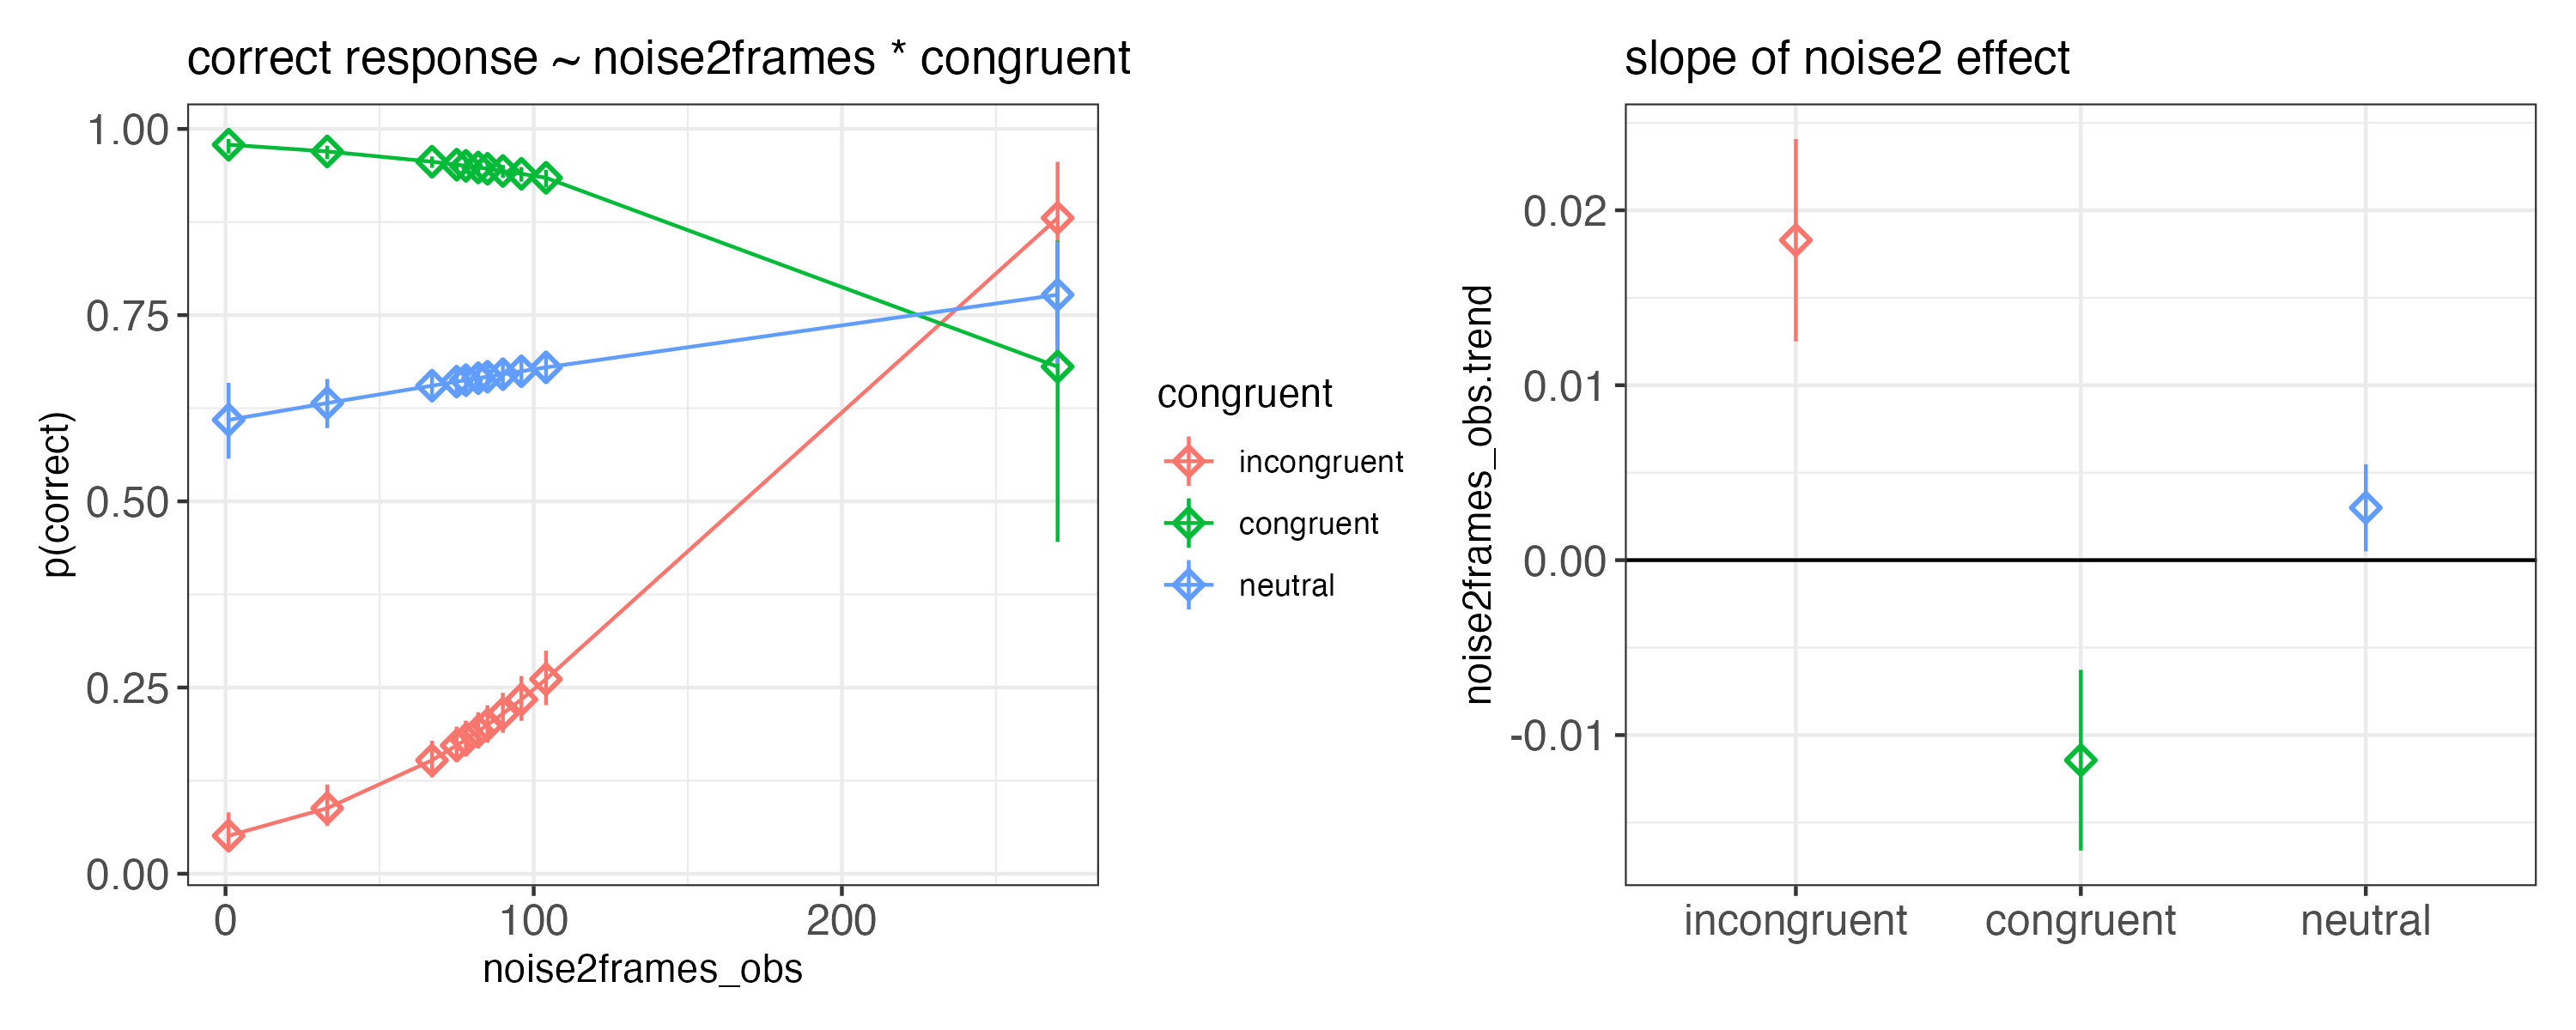 correct response ~ noise2frames * congruent
p(correct)
1.00
0.75
0.50
0.25
0.00
0
100
200
noise2frames_obs
congruent
incongruent
congruent
neutral
slope of noise2 effect
noise2frames_obs.trend
0.02
0.01
0.00
-0.01
incongruent
congruent
neutral